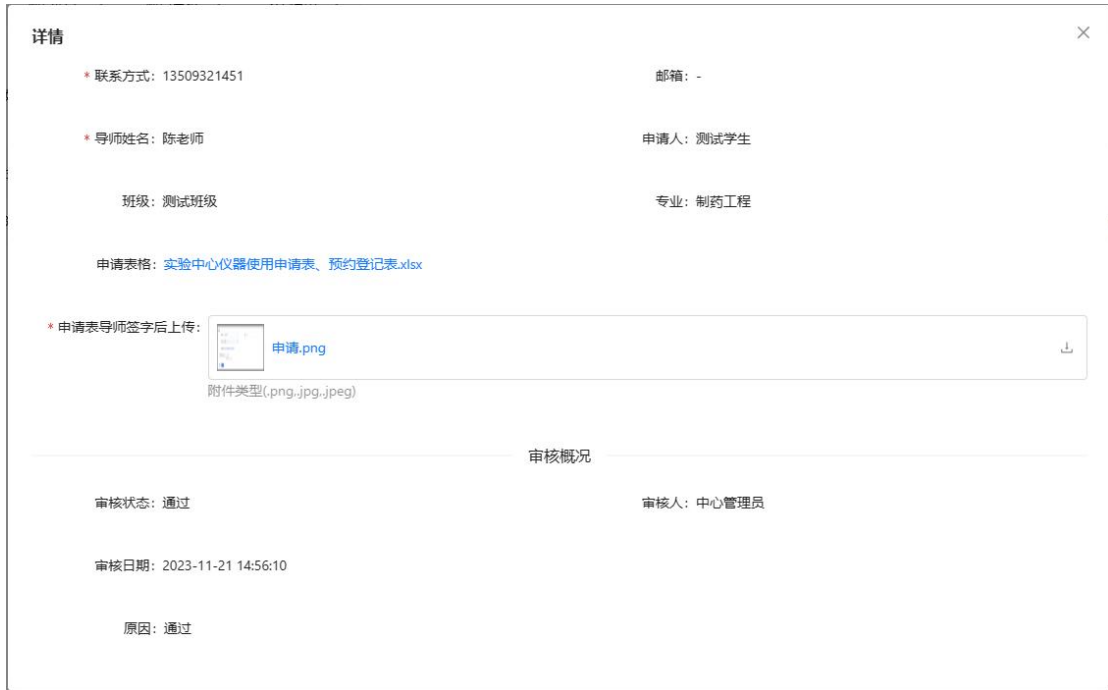 详情
* 联系方式：13509321451 邮箱：-
* 导师姓名：陈老师 申请人：测试学生
班级：测试班级 专业：制药工程
申请表格：实验中心仪器使用申请表、预约登记表.xlsx
* 申请表导师签字后上传：
申请.png
附件类型(.png,.jpg,.jpeg)
审核概况
审核状态：通过 审核人：中心管理员
审核日期：2023-11-21 14:56:10
原因：通过